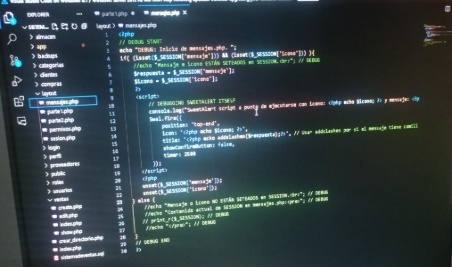 EXPLORER
almacen
app
backups
categorias
clientes
compras
layout
mensajes.php
parte1.php
parte2.php
permisos.php
sesion.php
login
perfil
proveedores
public
roles
usuarios
ventas
create.php
edit.php
index.php
show.php
crear_directorio.php
index.php
sistemadeventas.sql
parte1.php
mensajes.php
layout > mensajes.php
<?php
// DEBUG START
echo "DEBUG: Inicio de mensajes.php. ";
if( (isset($_SESSION['mensaje'])) && (isset($_SESSION['icono'])) ){
//echo "Mensaje e icono ESTÁN SETEADOS en SESSION.<br>"; // DEBUG
$respuesta = $_SESSION['mensaje'];
$icono = $_SESSION['icono'];
?>
<script>
// DEBUGGING SWEETALERT ITSELF
console.log("SweetAlert script a punto de ejecutarse con icono: <?php echo $icono; ?> y mensaje: <?p
Swal.fire({
position: "top-end",
icon: '<?php echo $icono; ?>',
title: '<?php echo addslashes($respuesta);?>', // Usar addslashes por si el mensaje tiene comill
showConfirmButton: false,
timer: 2500
});
</script>
<?php
unset($_SESSION['mensaje']);
unset($_SESSION['icono']);
} else {
//echo "Mensaje o icono NO ESTÁN SETEADOS en SESSION.<br>"; // DEBUG
//echo "Contenido actual de SESSION en mensajes.php:<pre>"; // DEBUG
// print_r($_SESSION); // DEBUG
//echo "</pre>"; // DEBUG
}
// DEBUG END
?>